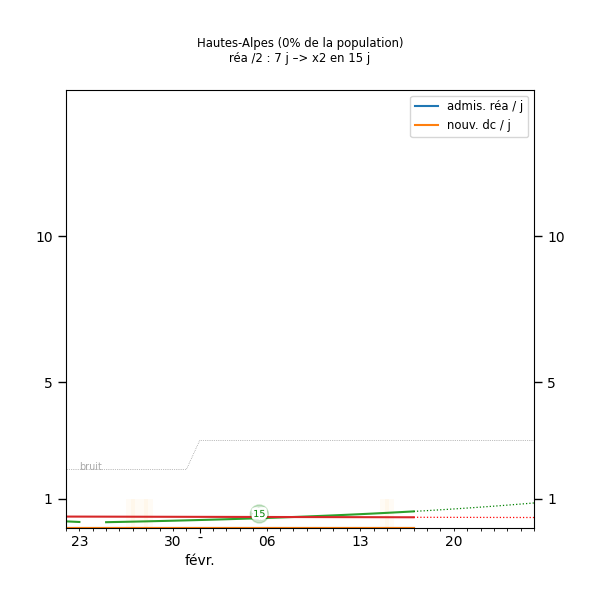 Hautes-Alpes (0% de la population)
réa /2 : 7 j –> x2 en 15 j
admis. réa / j
nouv. dc / j
10 10
5 5
bruit
1 1
15
23 30 - 06 13 20
févr.